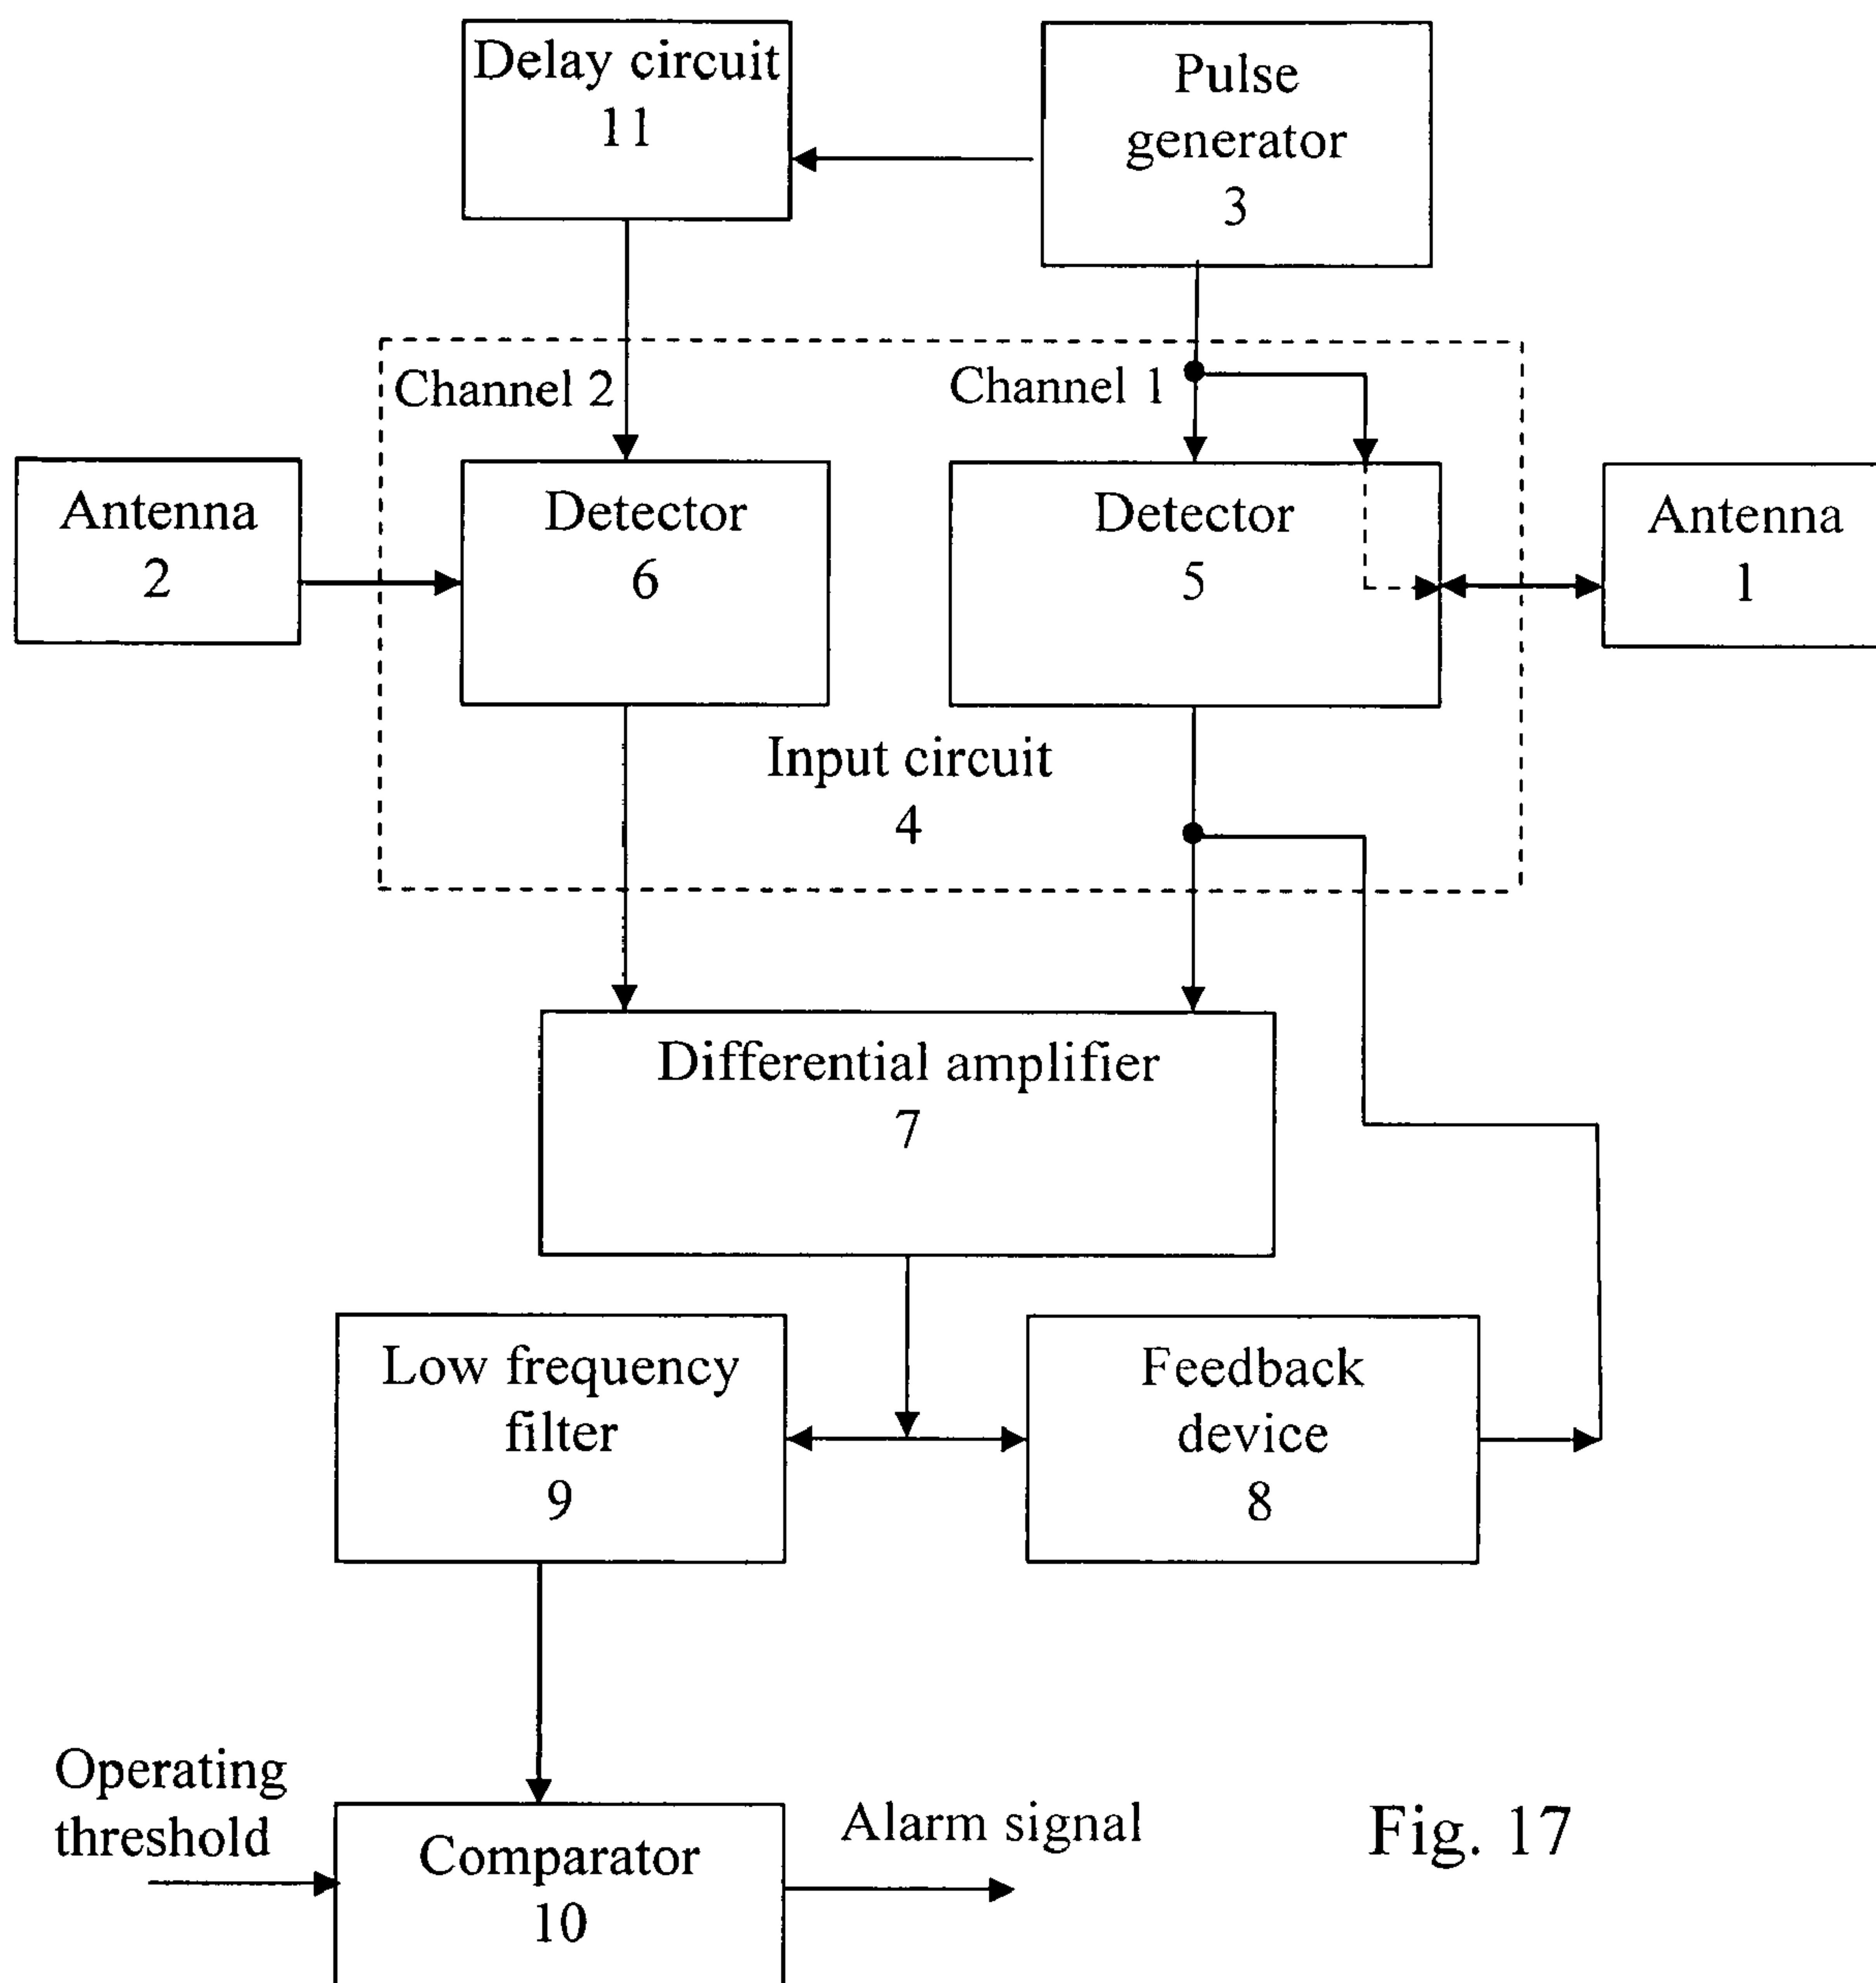 Delay circuit
11
Pulse
generator
3
Channel 2
Channel 1
Antenna
2
Detector
6
Detector
5
Antenna
1
Input circuit
4
Differential amplifier
7
Low frequency
filter
9
Feedback
device
8
Operating
threshold
Comparator
10
Alarm signal
Fig. 17